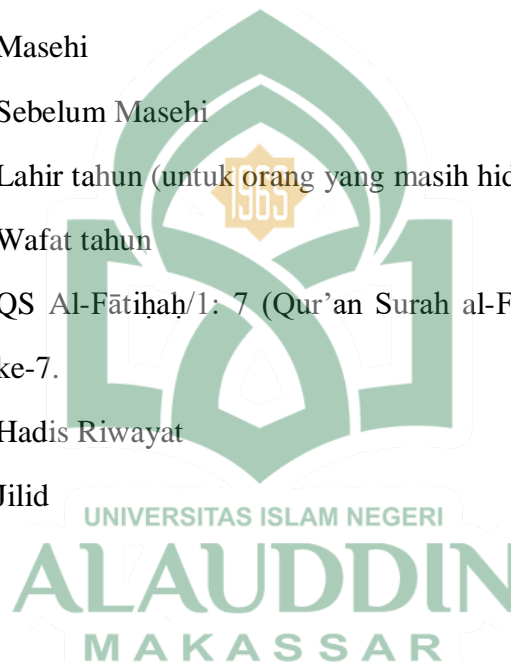 Masehi
Sebelum Masehi
Lahir tahun (untuk orang yang masih hid
1965
Wafat tahun
QS Al-Fātiḥaḥ/1: 7 (Qur’an Surah al-F
ke-7.
Hadis Riwayat
Jilid
UNIVERSITAS ISLAM NEGERI
ALAUDDIN
MAKASSAR